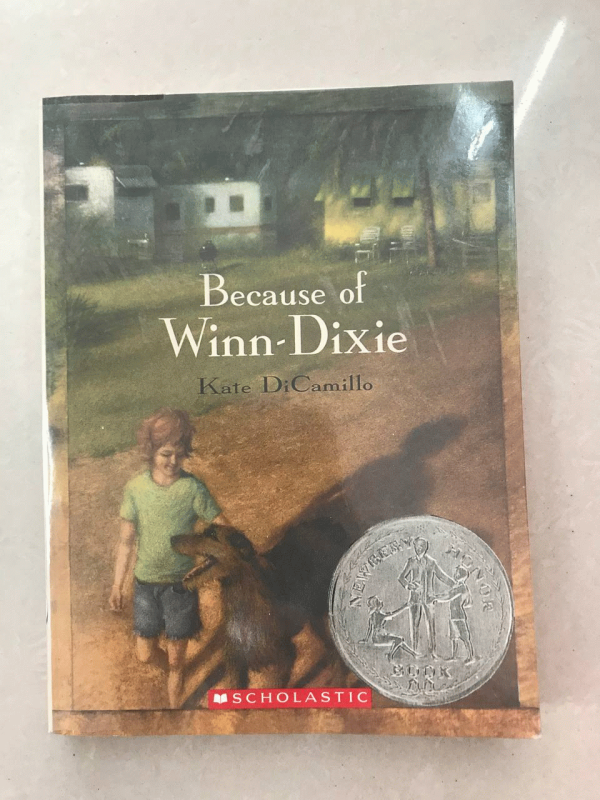 Because of
Winn-Dixie
Kate DiCamillo
NEWBERY HONOR
BOOK
SCHOLASTIC